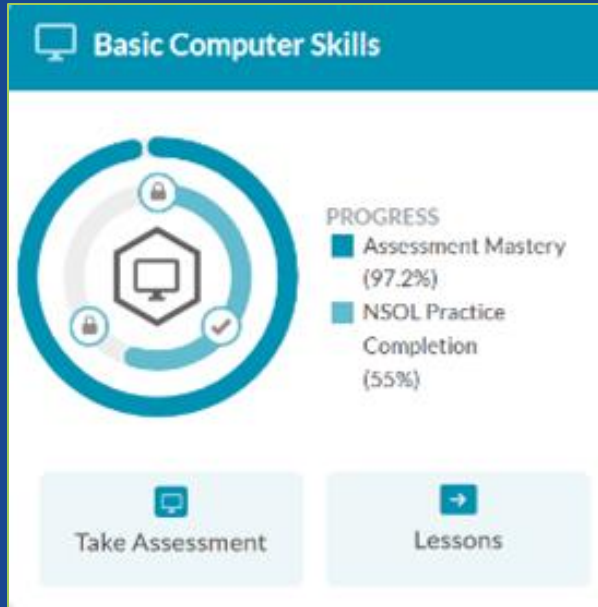 Basic Computer Skills
PROGRESS
Assessment Mastery
(97.2%)
NSOL Practice
Completion
(55%)
Take Assessment
Lessons